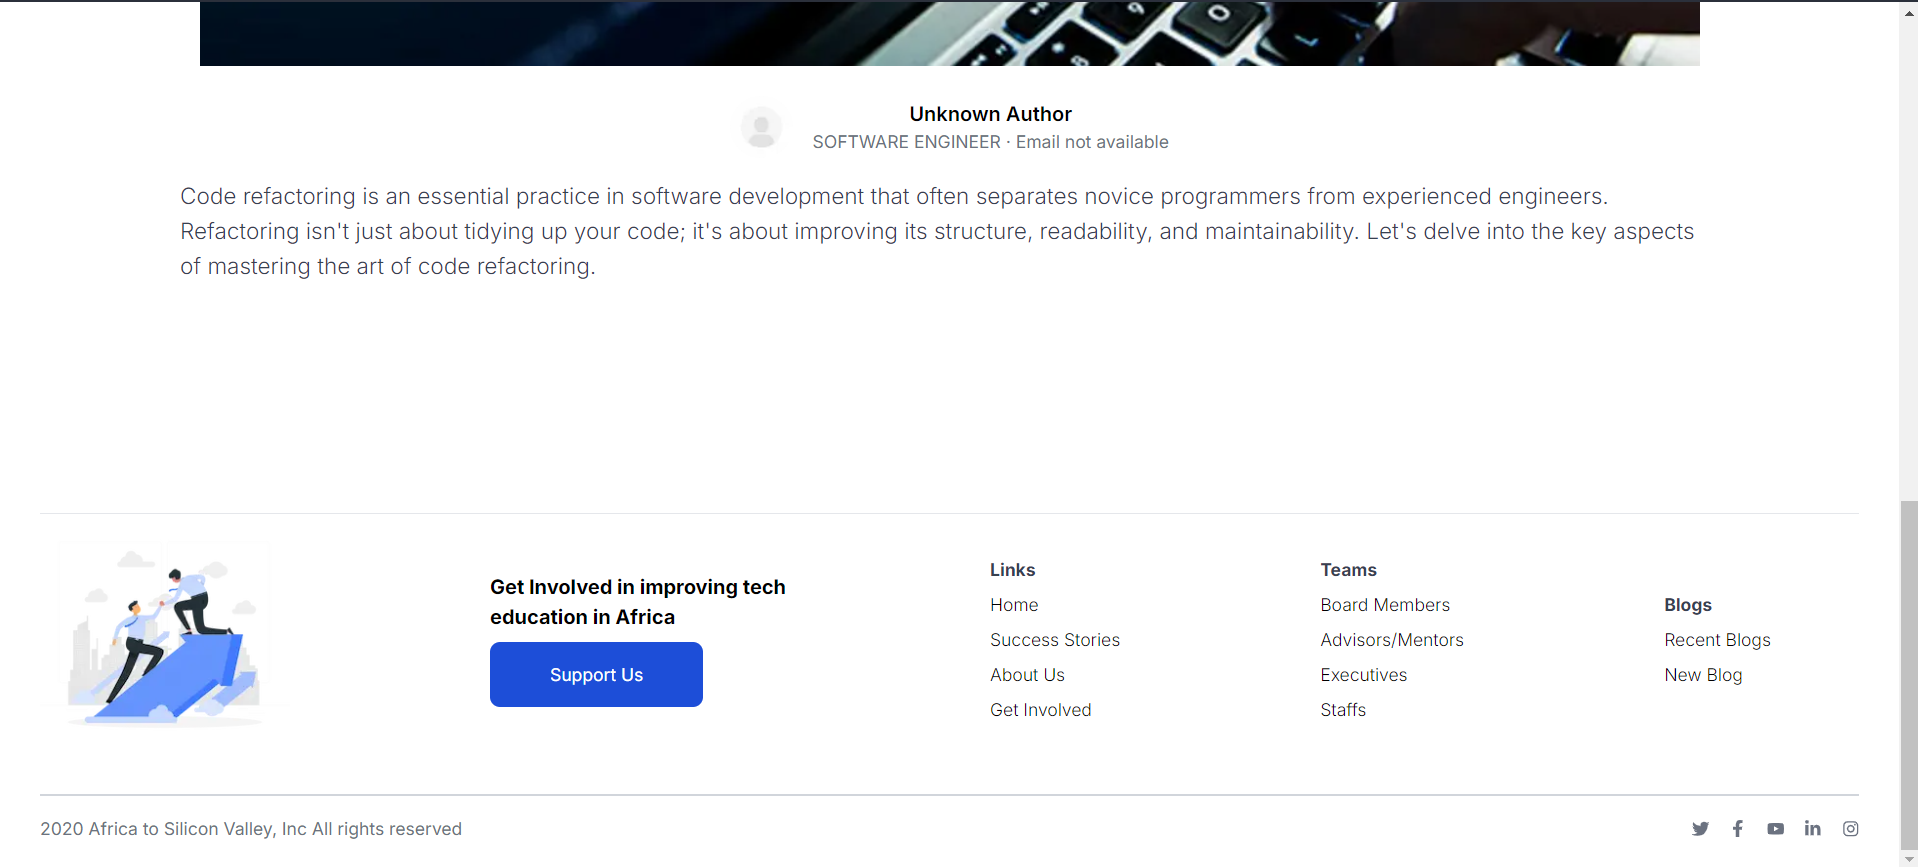 Unknown Author
SOFTWARE ENGINEER · Email not available
Code refactoring is an essential practice in software development that often separates novice programmers from experienced engineers.
Refactoring isn't just about tidying up your code; it's about improving its structure, readability, and maintainability. Let's delve into the key aspects
of mastering the art of code refactoring.
Get Involved in improving tech
education in Africa
Support Us
Links
Home
Success Stories
About Us
Get Involved
Teams
Board Members
Advisors/Mentors
Executives
Staffs
Blogs
Recent Blogs
New Blog
2020 Africa to Silicon Valley, Inc All rights reserved